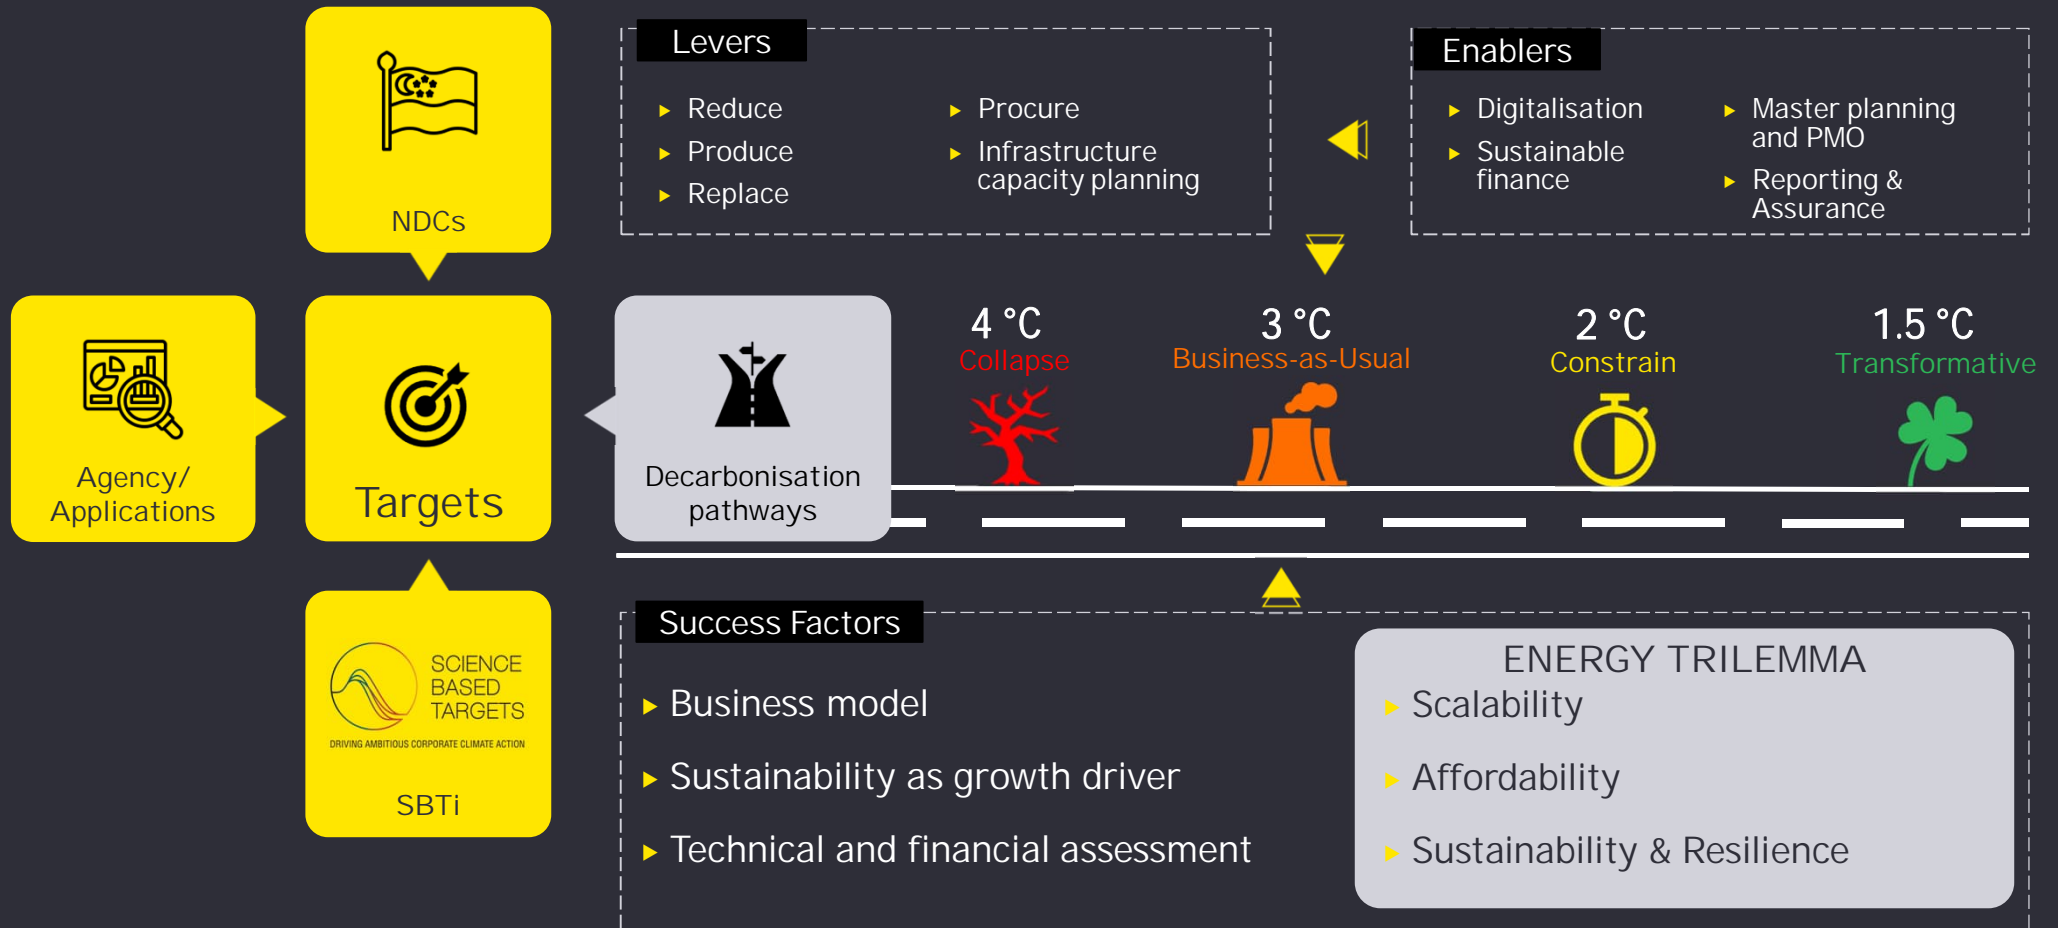 NDCs
Agency/
Applications
Targets
SCIENCE
BASED
TARGETS
DRIVING AMBITIOUS CORPORATE CLIMATE ACTION
SBTi
Decarbonisation
pathways
Levers
Reduce
Produce
Replace
Procure
Infrastructure
capacity planning
Enablers
Digitalisation
Sustainable
finance
Master planning
and PMO
Reporting &
Assurance
4 °C
Collapse
3 °C
Business-as-Usual
2 °C
Constrain
1.5 °C
Transformative
Success Factors
Business model
Sustainability as growth driver
Technical and financial assessment
ENERGY TRILEMMA
Scalability
Affordability
Sustainability & Resilience